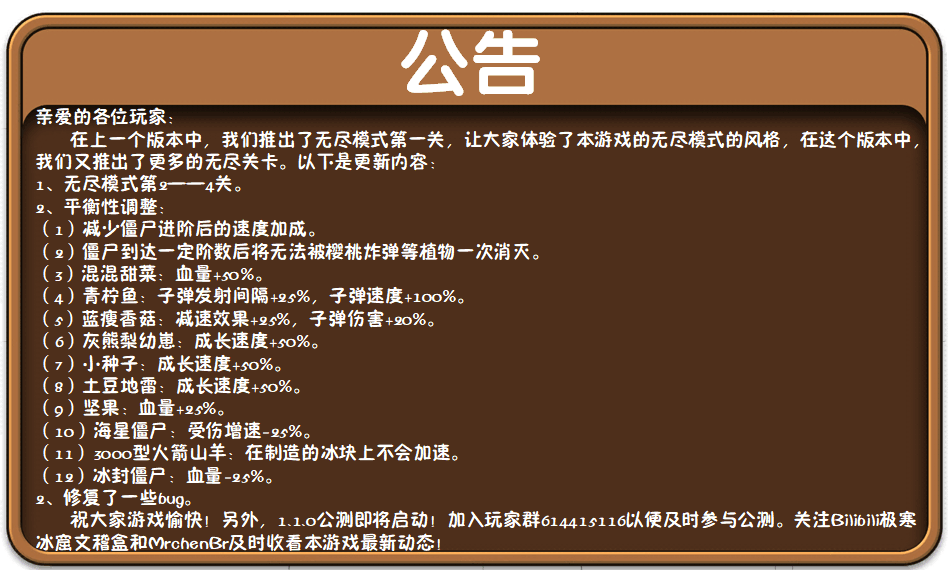 公告
亲爱的各位玩家：
在上一个版本中，我们推出了无尽模式第一关，让大家体验了本游戏的无尽模式的风格，在这个版本中，
我们又推出了更多的无尽关卡。以下是更新内容：
1、无尽模式第2——4关。
2、平衡性调整：
（1）减少僵尸进阶后的速度加成。
（2）僵尸到达一定阶数后将无法被樱桃炸弹等植物一次消灭。
（3）混混甜菜：血量+50%。
（4）青柠鱼：子弹发射间隔+25%，子弹速度+100%。
（5）蓝瘦香菇：减速效果+25%，子弹伤害+20%。
（6）灰熊梨幼崽：成长速度+50%。
（7）小种子：成长速度+50%。
（8）土豆地雷：成长速度+50%。
（9）坚果：血量+25%。
（10）海星僵尸：受伤增速-25%。
（11）3000型火箭山羊：在制造的冰块上不会加速。
（12）冰封僵尸：血量-25%。
2、修复了一些bug。
祝大家游戏愉快！另外，1.1.0公测即将启动！加入玩家群614415116以便及时参与公测。关注Bilibili极寒
冰窟文稽盒和MrchenBr及时收看本游戏最新动态！